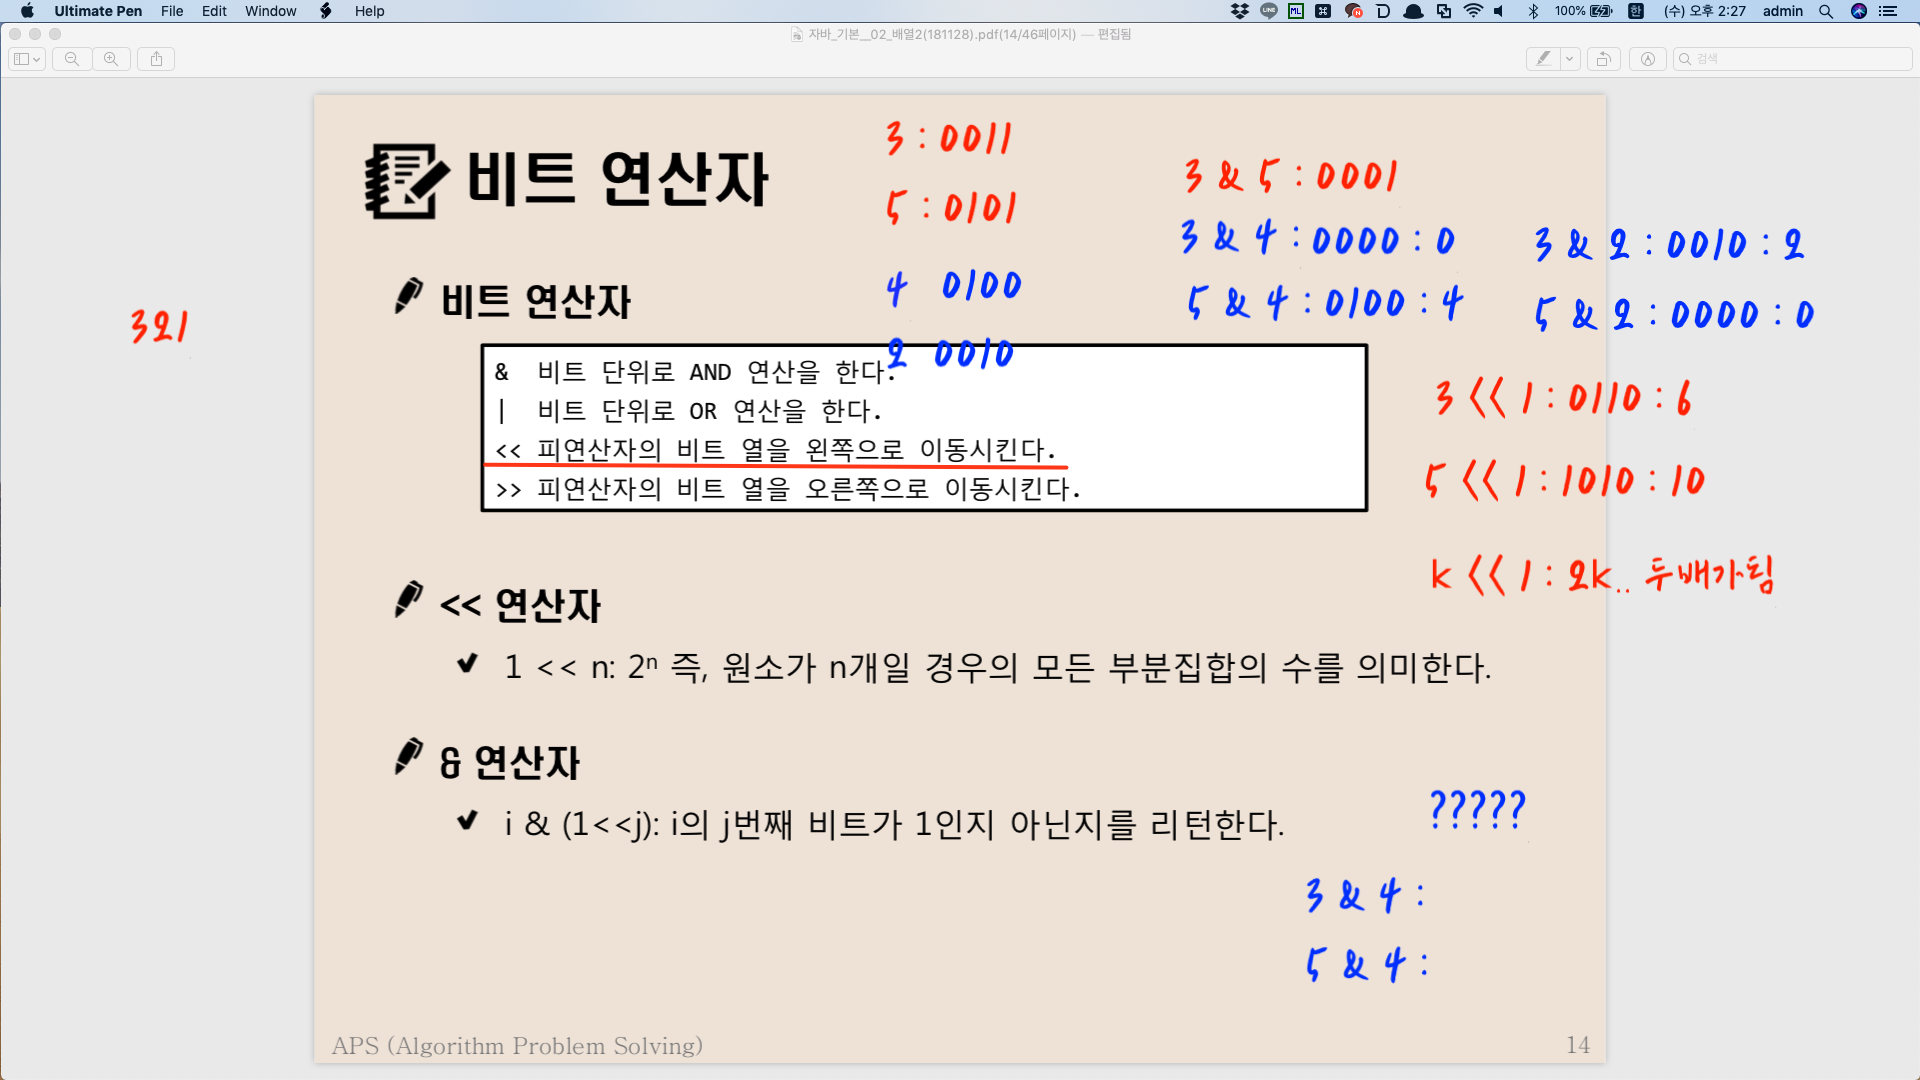 Ultimate Pen File Edit Window Help 100% (수) 오후 2:27 admin
자바_기본__02_배열2(181128).pdf(14/46페이지) — 편집됨
검색
비트 연산자
3 : 0011
5 : 0101
4 0100
2 0010
3 & 5 : 0001
3 & 4 : 0000 : 0
5 & 4 : 0100 : 4
3 & 2 : 0010 : 2
5 & 2 : 0000 : 0
321
비트 연산자
& 비트 단위로 AND 연산을 한다.
| 비트 단위로 OR 연산을 한다.
<< 피연산자의 비트 열을 왼쪽으로 이동시킨다.
>> 피연산자의 비트 열을 오른쪽으로 이동시킨다.
3 << 1 : 0110 : 6
5 << 1 : 1010 : 10
k << 1 : 2k.. 두배가됨
<< 연산자
1 << n: 2ⁿ 즉, 원소가 n개일 경우의 모든 부분집합의 수를 의미한다.
& 연산자
i & (1<<j): i의 j번째 비트가 1인지 아닌지를 리턴한다.
?????
3 & 4 :
5 & 4 :
APS (Algorithm Problem Solving)
14